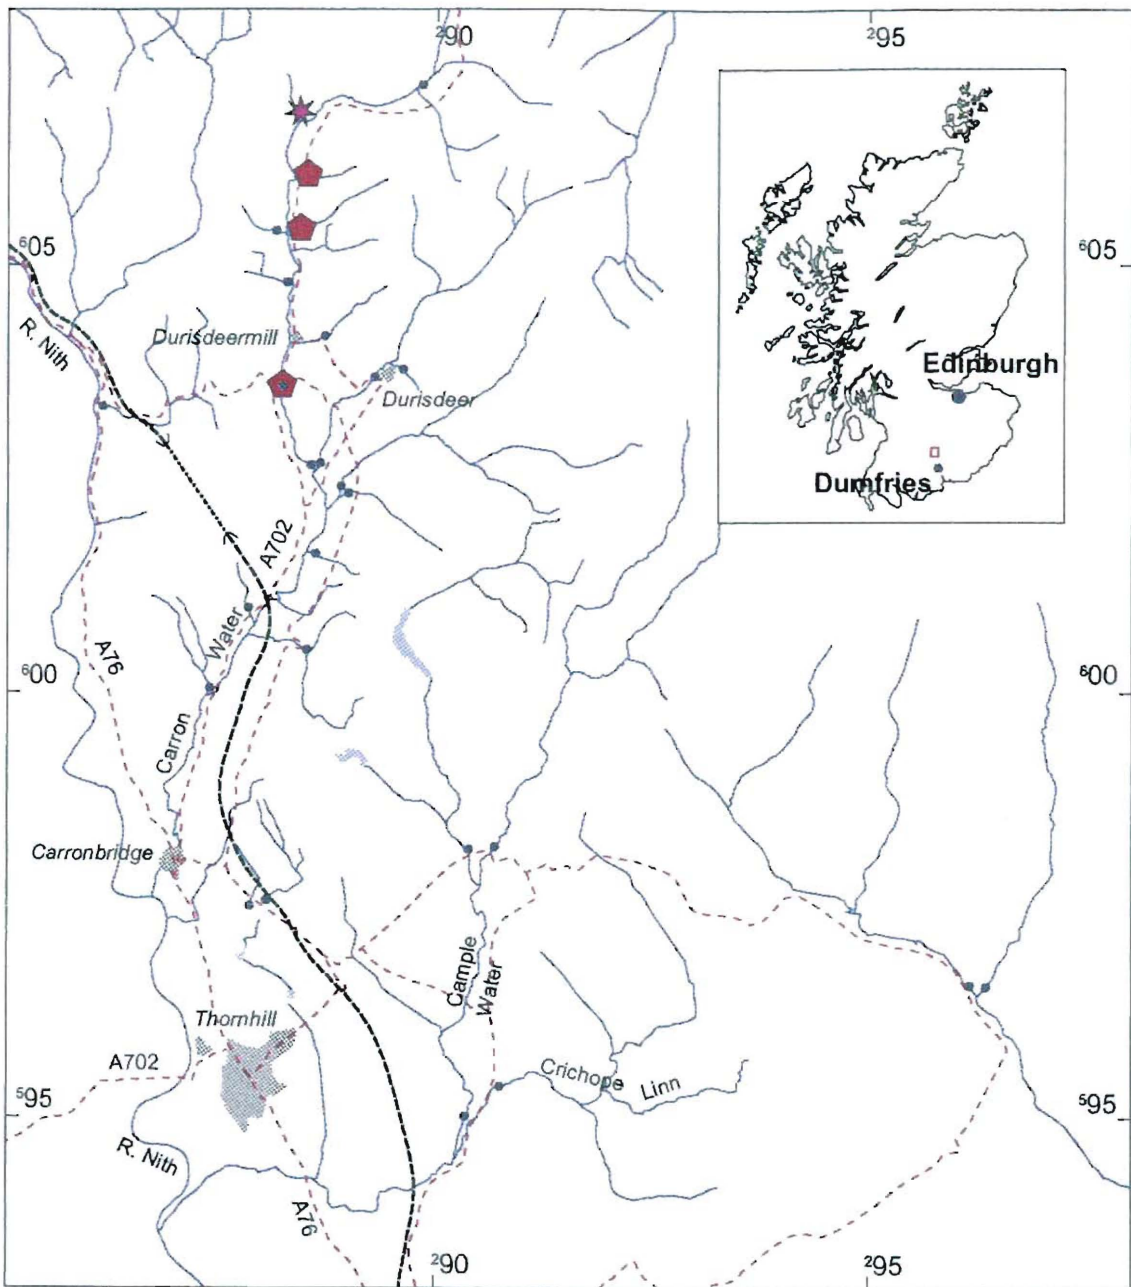 ²90
²95
⁶05
⁶05
Edinburgh
Dumfries
R. Nith
Durisdeermill
Durisdeer
A702
Water
Carron
A76
⁶00
⁶00
Carronbridge
Cample
Water
Thornhill
A702
Crichope Linn
⁵95
⁵95
R. Nith
A76
²90
²95